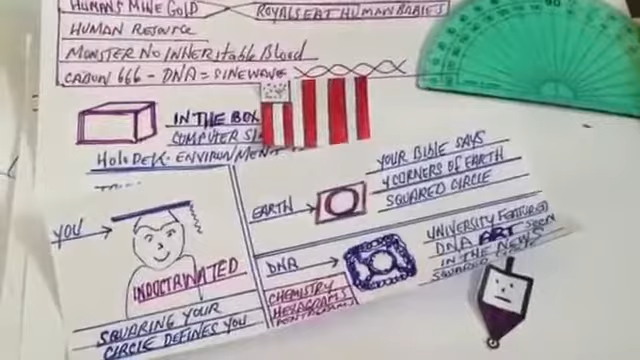 HUMANS MINE GOLD
ROYALS EAT HUMAN BABIES
HUMAN RESOURCE
MONSTER NO INHERITABLE BLOOD
CABON 666 - DNA = SINEWAVE
IN THE BOX
COMPUTER
HOLODEK - ENVIRONMENT
YOU
INDOCTRINATED
SQUARING YOUR
CIRCLE DEFINES YOU
EARTH
YOUR BIBLE SAYS
4 CORNERS OF EARTH
SQUARED CIRCLE
DNA
CHEMISTRY
HEXAGRAMS
UNIVERSITY FEATURED
DNA ART SEEN
IN THE NEWS
SQUARED